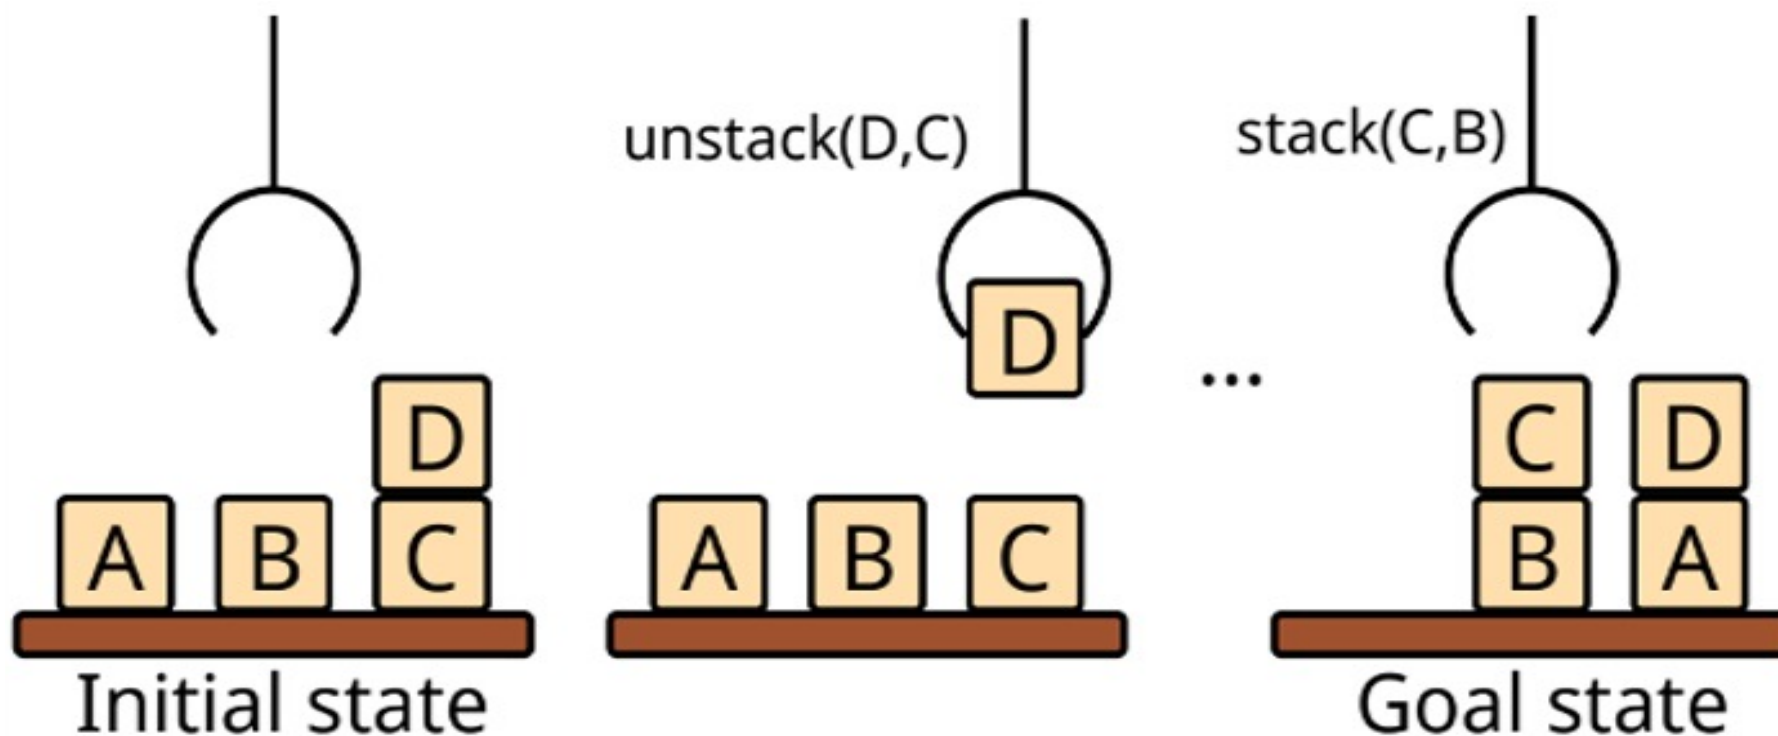 unstack(D,C)
stack(C,B)
D
...
D
C
D
A
B
C
A
B
C
B
A
Initial state
Goal state